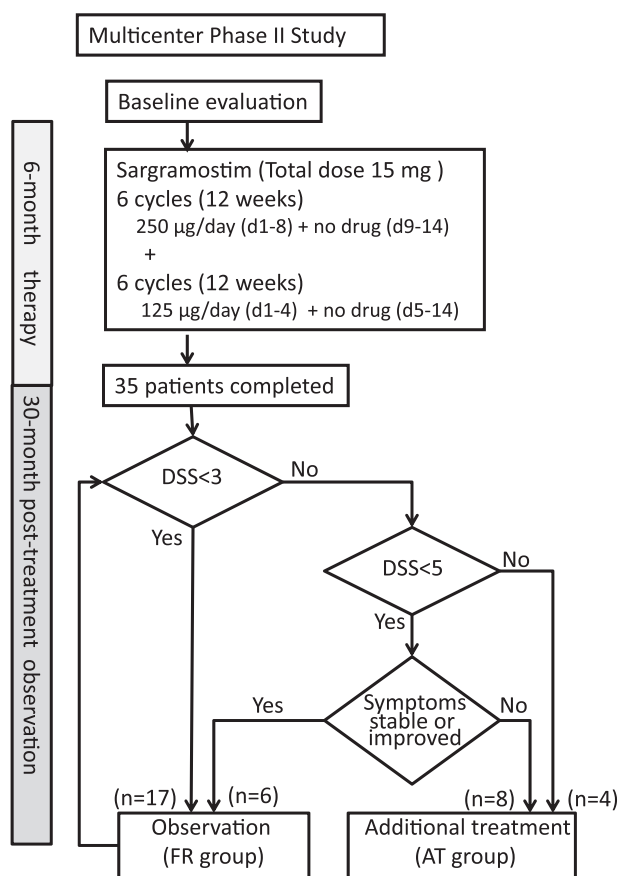 Multicenter Phase II Study
Baseline evaluation
6-month therapy
Sargramostim (Total dose 15 mg )
6 cycles (12 weeks)
250 µg/day (d1-8) + no drug (d9-14)
+
6 cycles (12 weeks)
125 µg/day (d1-4) + no drug (d5-14)
35 patients completed
30-month post-treatment observation
DSS<3
No
Yes
DSS<5
No
Yes
Symptoms
stable or
improved
Yes
No
(n=17)
(n=6)
(n=8)
(n=4)
Observation
(FR group)
Additional treatment
(AT group)